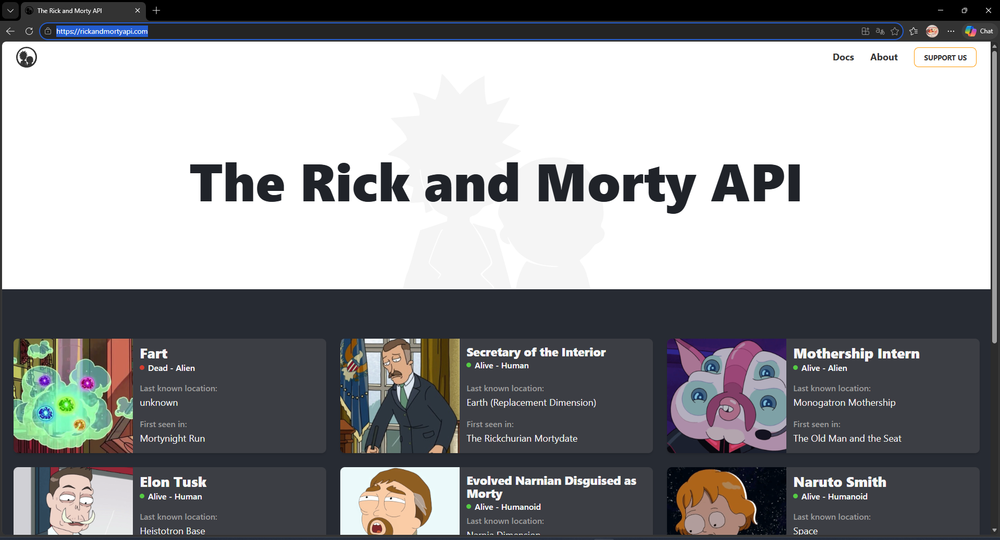 The Rick and Morty API
https://rickandmortyapi.com
Chat
Docs
About
SUPPORT US
The Rick and Morty API
Fart
Dead - Alien
Last known location:
unknown
First seen in:
Mortynight Run
Secretary of the Interior
Alive - Human
Last known location:
Earth (Replacement Dimension)
First seen in:
The Rickchurian Mortydate
Mothership Intern
Alive - Alien
Last known location:
Monogatron Mothership
First seen in:
The Old Man and the Seat
Elon Tusk
Alive - Human
Last known location:
Heistotron Base
Evolved Narnian Disguised as
Morty
Alive - Humanoid
Last known location:
Narnia Dimension
Naruto Smith
Alive - Humanoid
Last known location:
Space